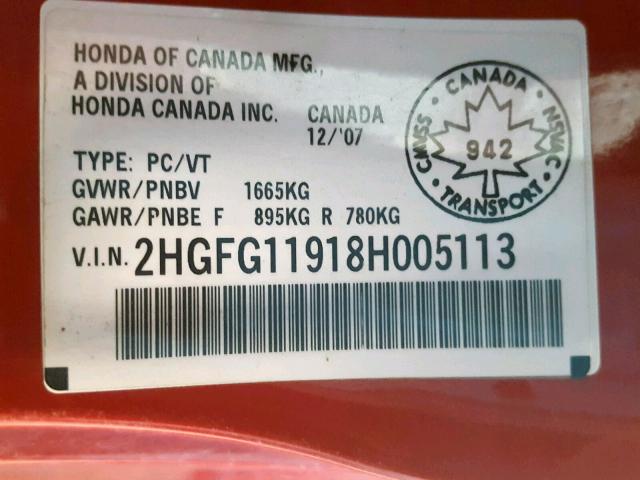 HONDA OF CANADA MFG.,
A DIVISION OF
HONDA CANADA INC. CANADA
12/'07
TYPE: PC/VT
GVWR/PNBV 1665KG
GAWR/PNBE F 895KG R 780KG
V.I.N. 2HGFG11918H005113
CANADA
CMVSS 942 NSVAC
TRANSPORT